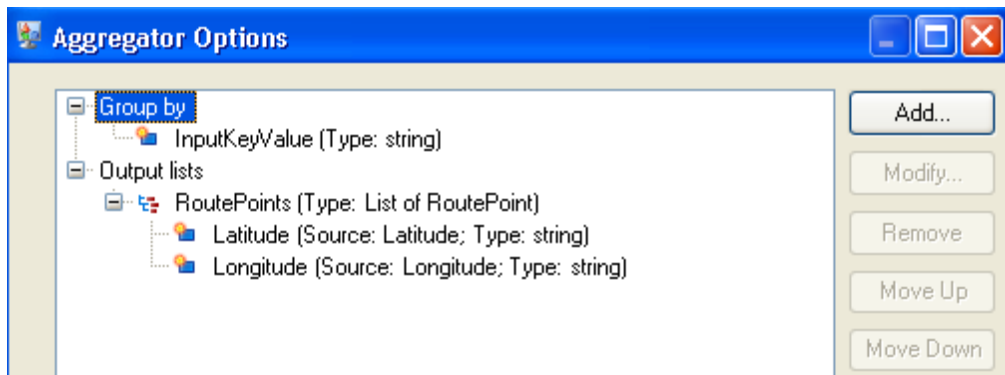 Aggregator Options
Group by
InputKeyValue (Type: string)
Output lists
RoutePoints (Type: List of RoutePoint)
Latitude (Source: Latitude; Type: string)
Longitude (Source: Longitude; Type: string)
Add...
Modify...
Remove
Move Up
Move Down